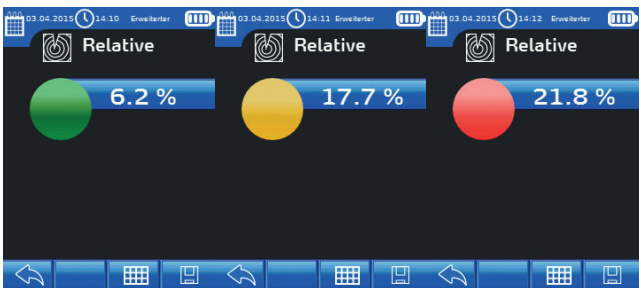 03.04.2015 14:10 Erweiterter
Relative
6.2 %
03.04.2015 14:11 Erweiterter
Relative
17.7 %
03.04.2015 14:12 Erweiterter
Relative
21.8 %